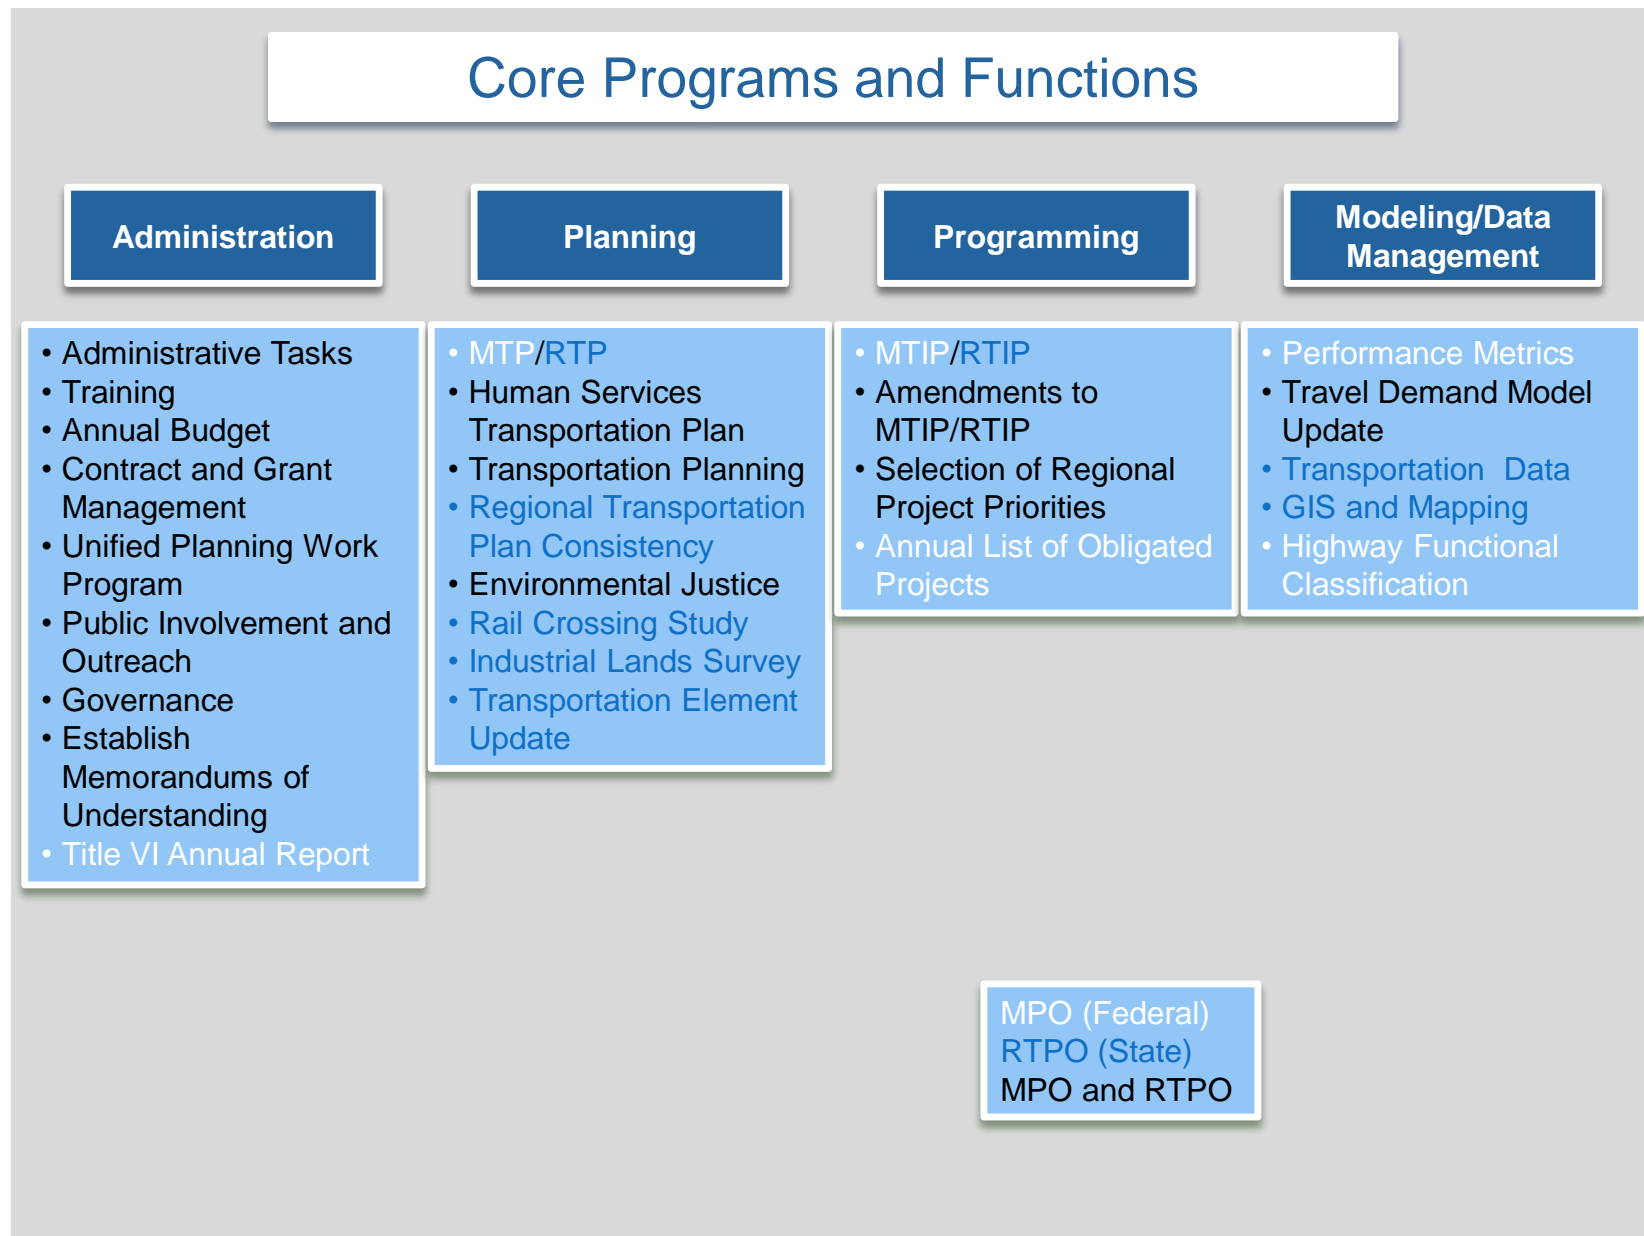 Core Programs and Functions
Administration
• Administrative Tasks
• Training
• Annual Budget
• Contract and Grant
Management
• Unified Planning Work
Program
• Public Involvement and
Outreach
• Governance
• Establish
Memorandums of
Understanding
• Title VI Annual Report
Planning
• MTP/RTP
• Human Services
Transportation Plan
• Transportation Planning
• Regional Transportation
Plan Consistency
• Environmental Justice
• Rail Crossing Study
• Industrial Lands Survey
• Transportation Element
Update
Programming
• MTIP/RTIP
• Amendments to
MTIP/RTIP
• Selection of Regional
Project Priorities
• Annual List of Obligated
Projects
Modeling/Data
Management
• Performance Metrics
• Travel Demand Model
Update
• Transportation  Data
• GIS and Mapping
• Highway Functional
Classification
MPO (Federal)
RTPO (State)
MPO and RTPO